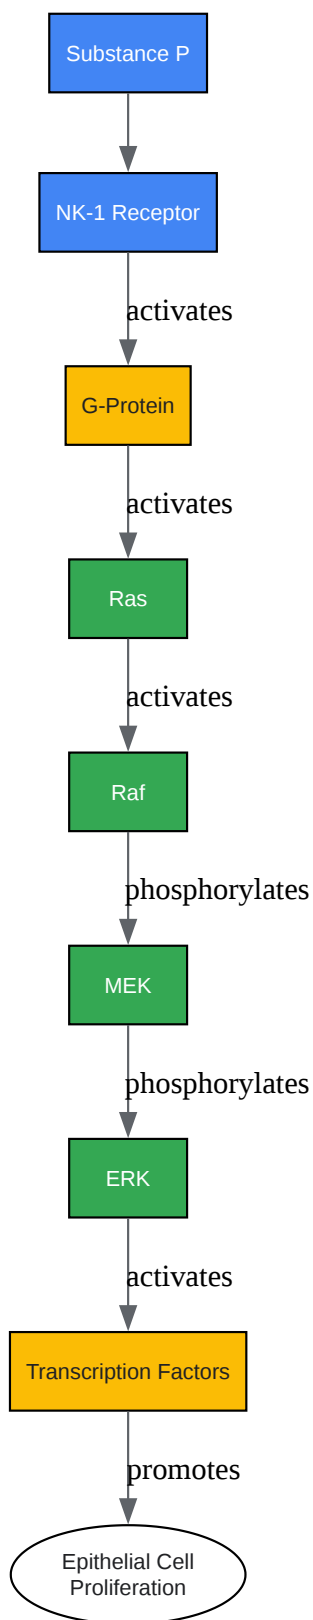 Substance P
NK-1 Receptor
activates
G-Protein
activates
Ras
activates
Raf
phosphorylates
MEK
phosphorylates
ERK
activates
Transcription Factors
promotes
Epithelial Cell
Proliferation